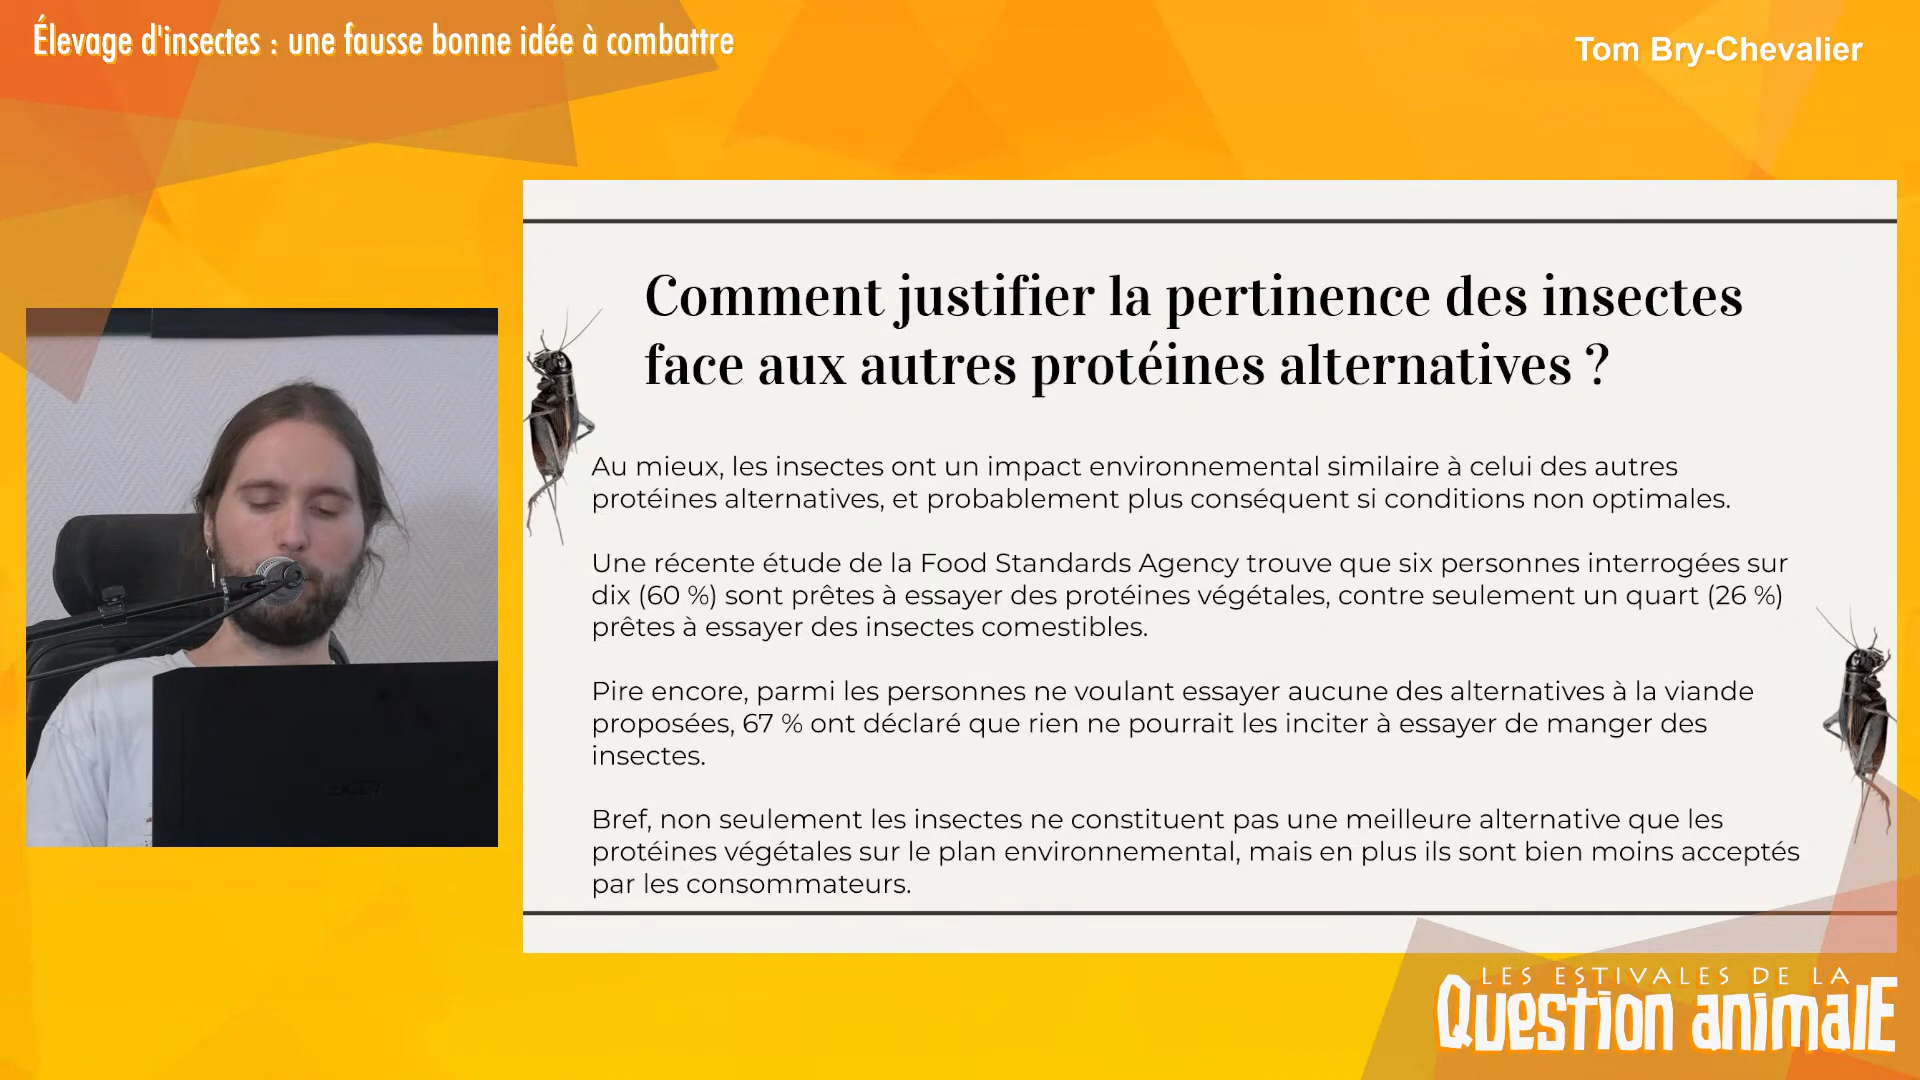 Élevage d'insectes : une fausse bonne idée à combattre
Tom Bry-Chevalier
Comment justifier la pertinence des insectes
face aux autres protéines alternatives ?
Au mieux, les insectes ont un impact environnemental similaire à celui des autres
protéines alternatives, et probablement plus conséquent si conditions non optimales.
Une récente étude de la Food Standards Agency trouve que six personnes interrogées sur
dix (60 %) sont prêtes à essayer des protéines végétales, contre seulement un quart (26 %)
prêtes à essayer des insectes comestibles.
Pire encore, parmi les personnes ne voulant essayer aucune des alternatives à la viande
proposées, 67 % ont déclaré que rien ne pourrait les inciter à essayer de manger des
insectes.
Bref, non seulement les insectes ne constituent pas une meilleure alternative que les
protéines végétales sur le plan environnemental, mais en plus ils sont bien moins acceptés
par les consommateurs.
LES ESTIVALES DE LA
Question animale